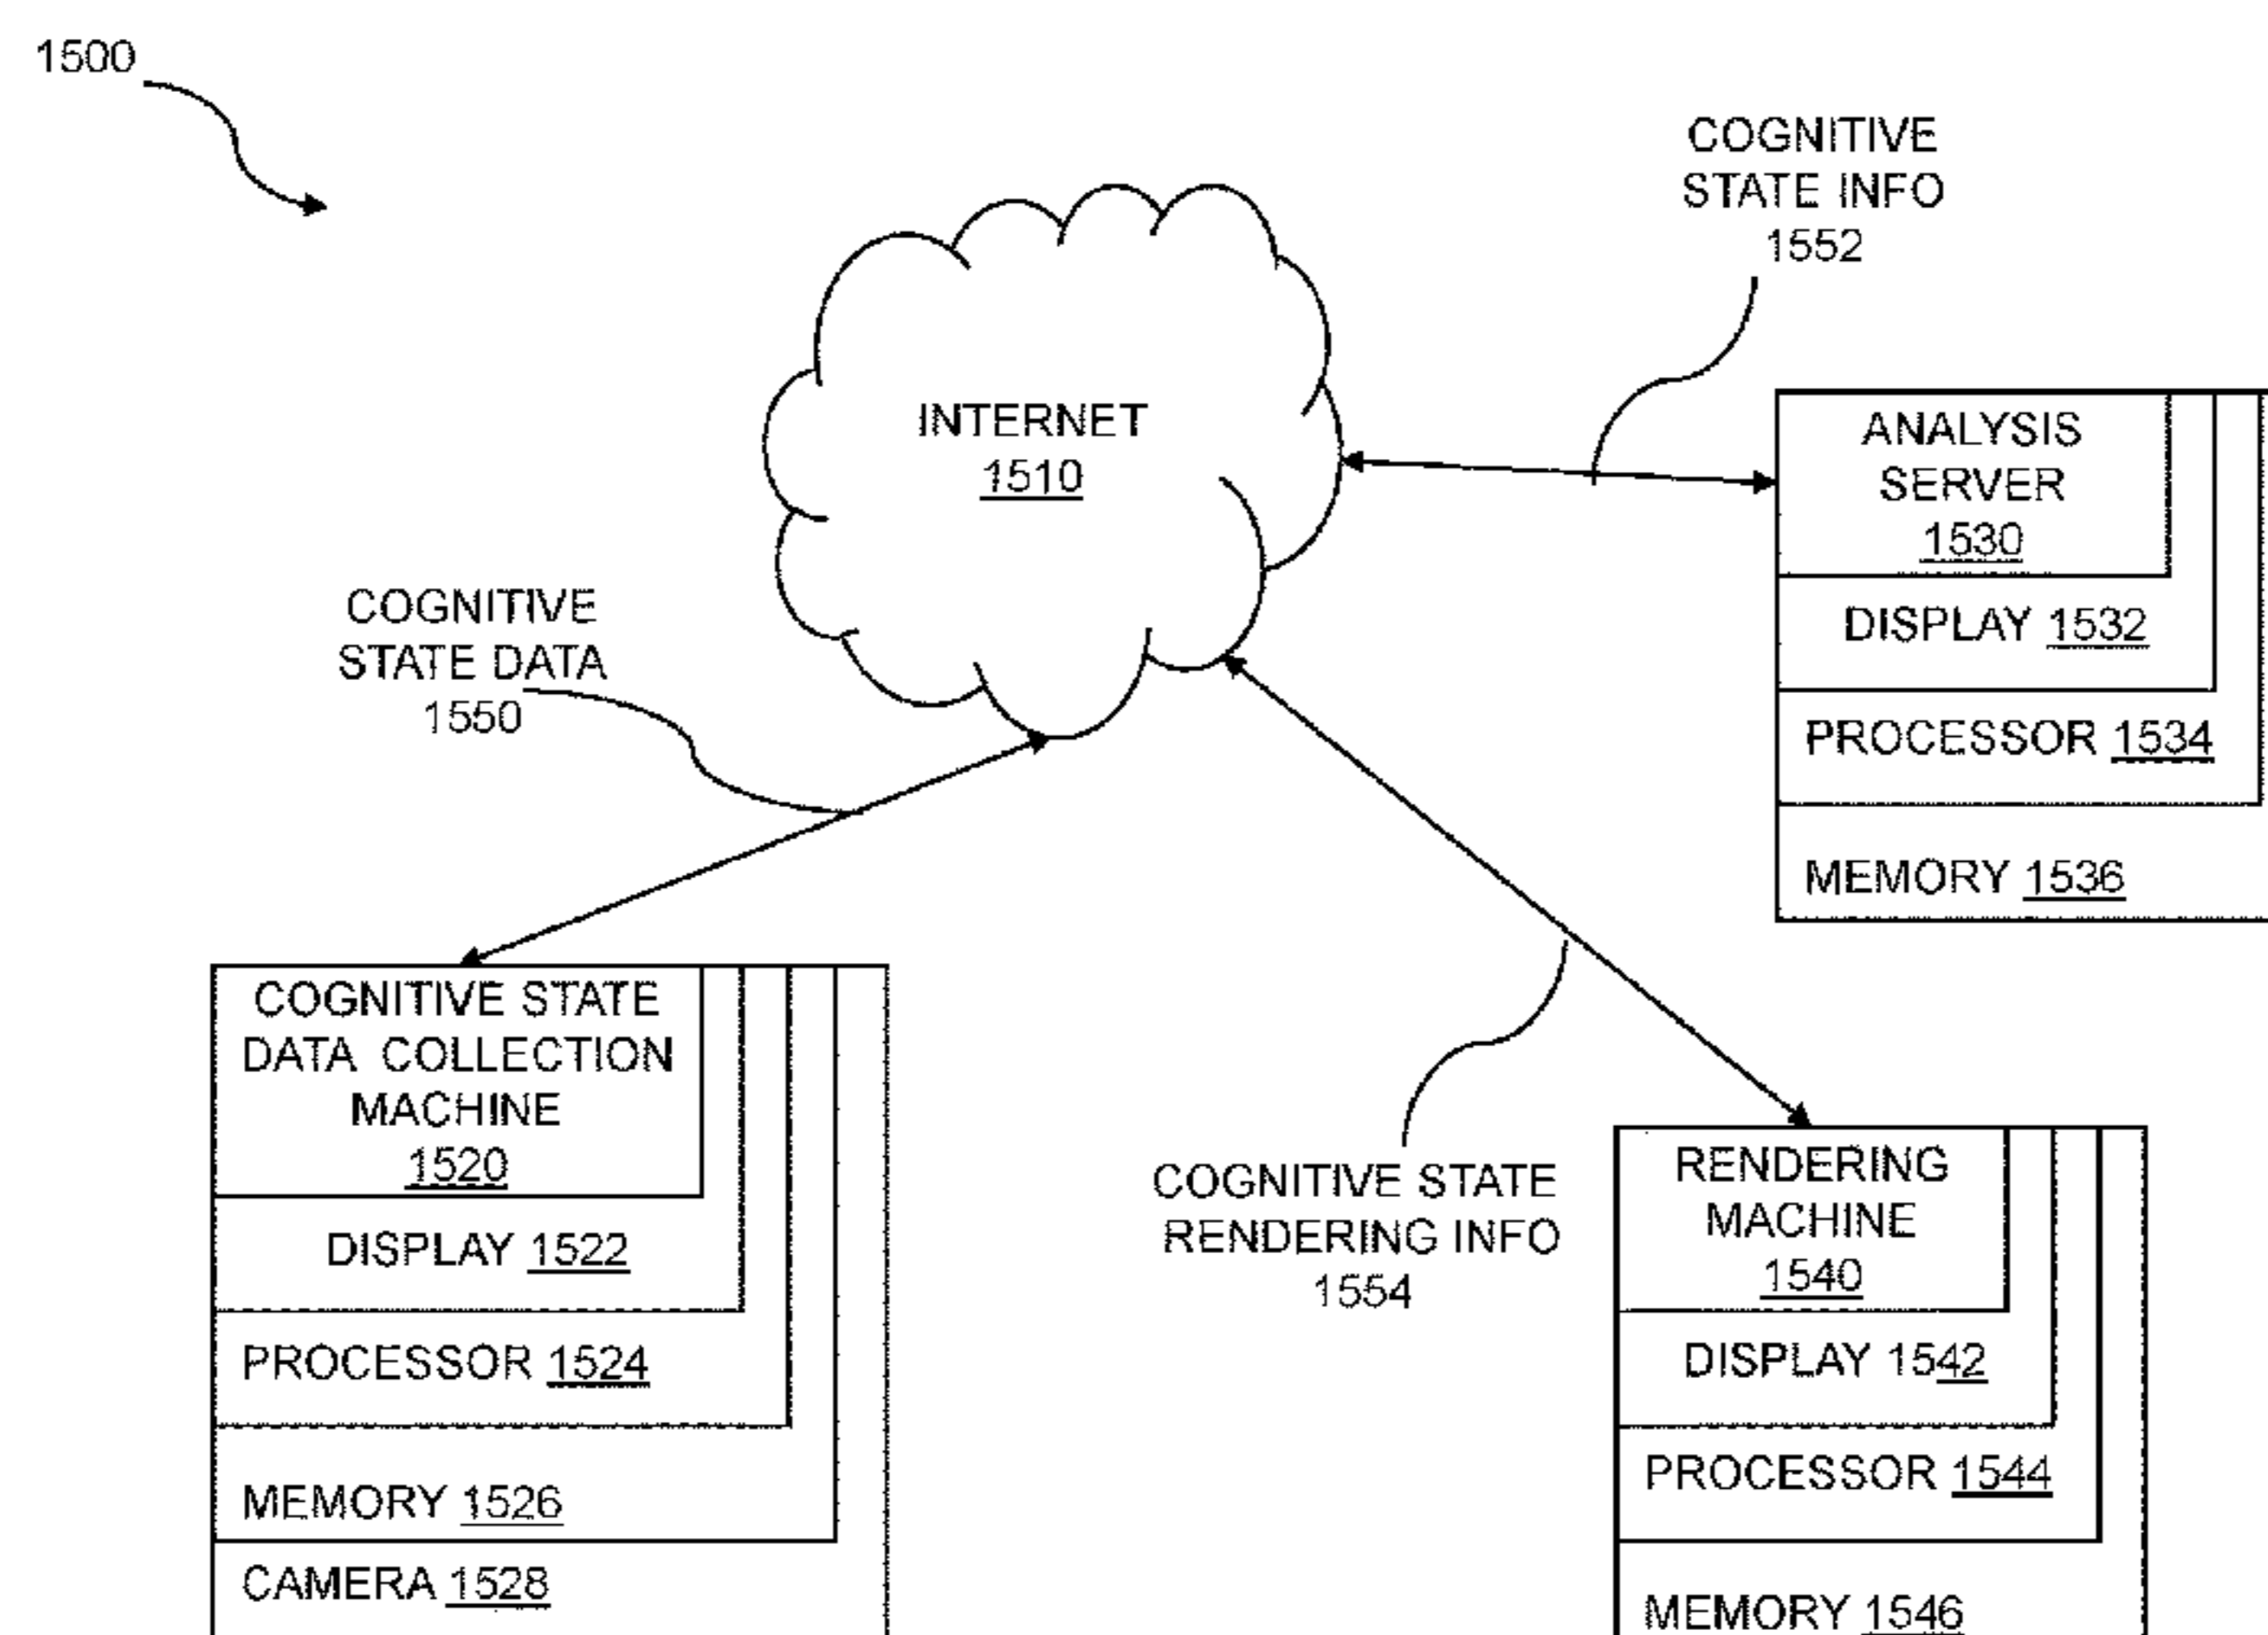 1500
COGNITIVE
STATE INFO
1552
INTERNET
1510
ANALYSIS
SERVER
1530
DISPLAY 1532
PROCESSOR 1534
MEMORY 1536
COGNITIVE
STATE DATA
1550
COGNITIVE STATE
DATA COLLECTION
MACHINE
1520
DISPLAY 1522
PROCESSOR 1524
MEMORY 1526
CAMERA 1528
COGNITIVE STATE
RENDERING INFO
1554
RENDERING
MACHINE
1540
DISPLAY 1542
PROCESSOR 1544
MEMORY 1546